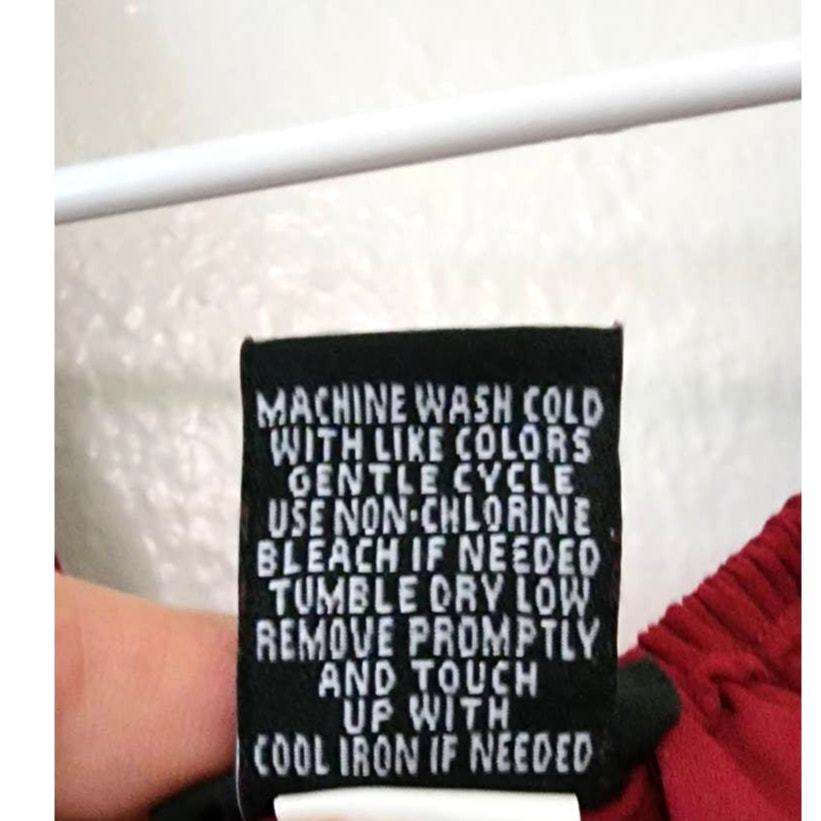 MACHINE WASH COLD
WITH LIKE COLORS
GENTLE CYCLE
USE NON-CHLORINE
BLEACH IF NEEDED
TUMBLE DRY LOW
REMOVE PROMPTLY
AND TOUCH
UP WITH
COOL IRON IF NEEDED